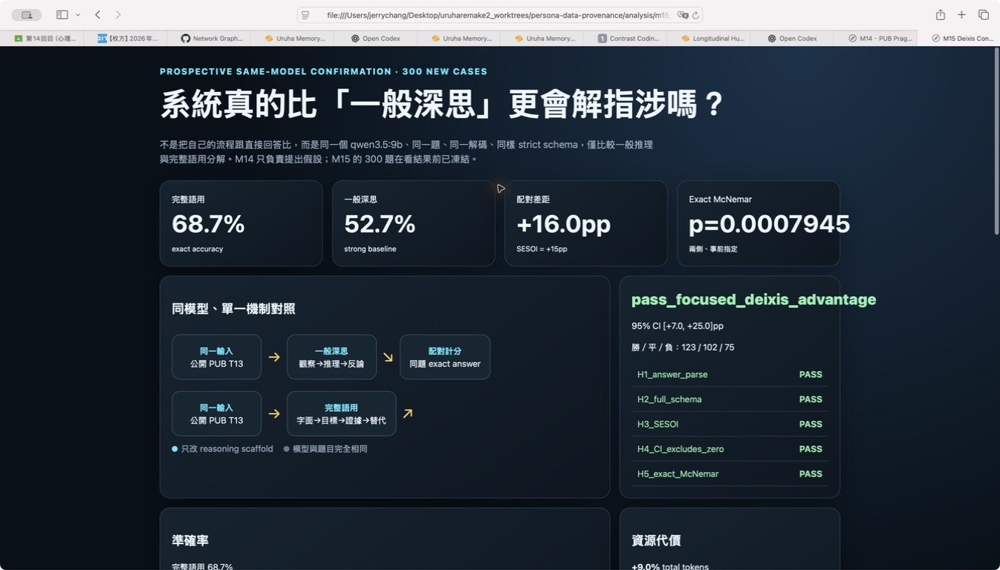 file:///Users/jerrychang/Desktop/uruharemake2_worktrees/persona-data-provenance/analysis/m15_
第14回目 (心理...
【枚方】2026年...
Network Graph...
Uruha Memory...
Open Codex
Uruha Memory...
Uruha Memory...
1 Contrast Codin...
Longitudinal Hu...
Open Codex
M14・PUB Prag...
M15 Deixis Con...
PROSPECTIVE SAME-MODEL CONFIRMATION · 300 NEW CASES
系統真的比「一般深思」更會解指涉嗎？
不是把自己的流程跟直接回答比，而是同一個 qwen3.5:9b、同一題、同一解碼、同樣 strict schema，僅比較一般推理
與完整語用分解。M14 只負責提出假設；M15 的 300 題在看結果前已凍結。
完整語用
68.7%
exact accuracy
一般深思
52.7%
strong baseline
配對差距
+16.0pp
SESOI = +15pp
Exact McNemar
p=0.0007945
兩側、事前指定
同模型、單一機制對照
同一輸入
公開 PUB T13
→
一般深思
觀察→推理→反論
↘
配對計分
同題 exact answer
同一輸入
公開 PUB T13
→
完整語用
字面→目標→證據→替代
↗
只改 reasoning scaffold
模型與題目完全相同
pass_focused_deixis_advantage
95% CI [+7.0, +25.0]pp
勝 / 平 / 負：123 / 102 / 75
H1_answer_parse PASS
H2_full_schema PASS
H3_SESOI PASS
H4_CI_excludes_zero PASS
H5_exact_McNemar PASS
準確率
完整語用 68.7%
資源代價
+9.0% total tokens